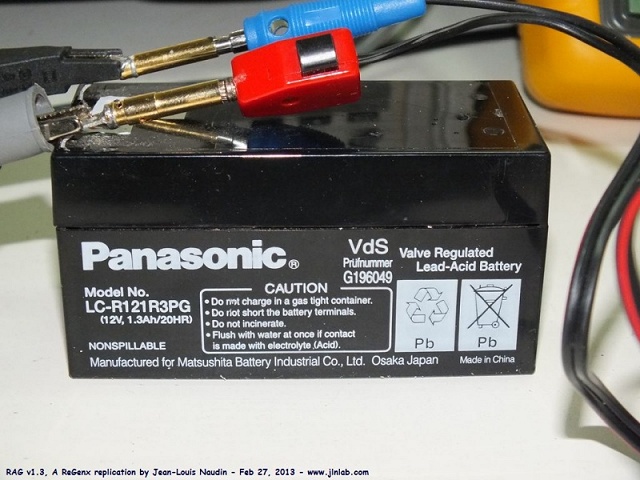 Panasonic®
VdS
Prüfnummer
G196049
Valve Regulated
Lead-Acid Battery
Model No.
LC-R121R3PG
(12V, 1.3Ah/20HR)
NONSPILLABLE
CAUTION
• Do not charge in a gas tight container.
• Do not short the battery terminals.
• Do not incinerate.
• Flush with water at once if contact
is made with electrolyte (Acid).
Pb
Pb
Manufactured for Matsushita Battery Industrial Co., Ltd. Osaka Japan
Made in China
RAG v1.3, A ReGenx replication by Jean-Louis Naudin - Feb 27, 2013 - www.jlnlab.com